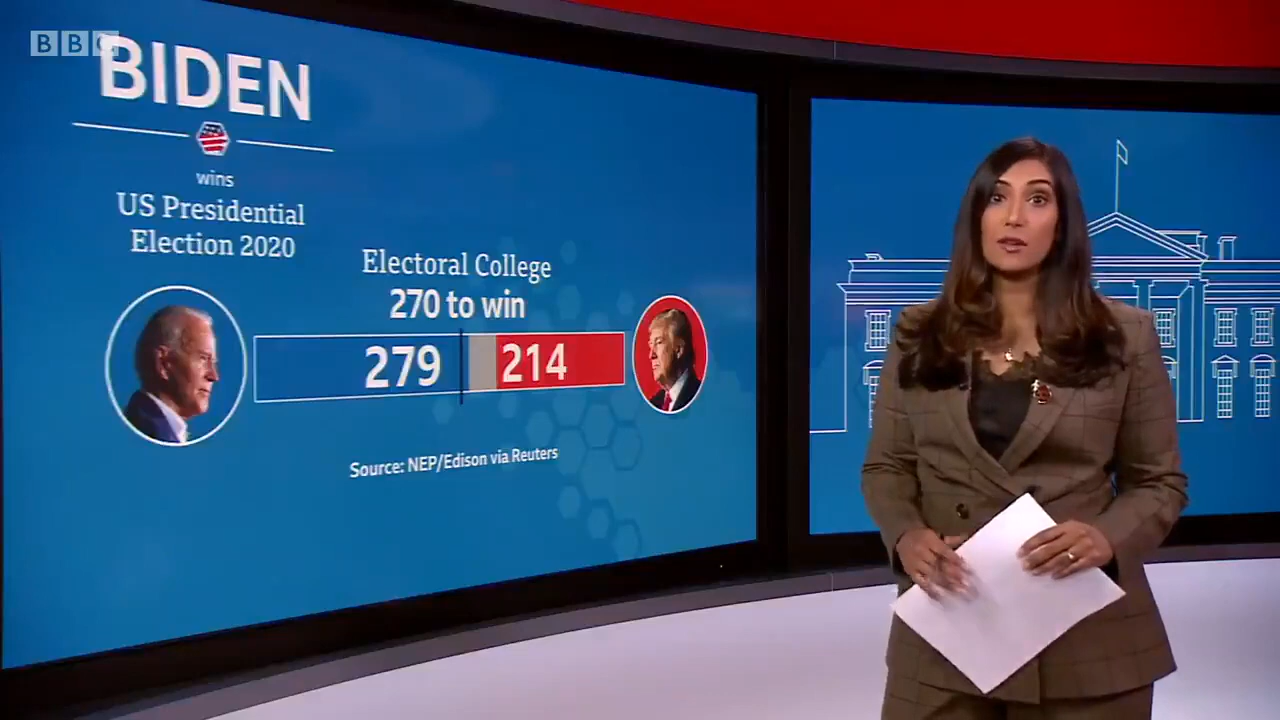 BBC
BIDEN
wins
US Presidential
Election 2020
Electoral College
270 to win
279
214
Source: NEP/Edison via Reuters